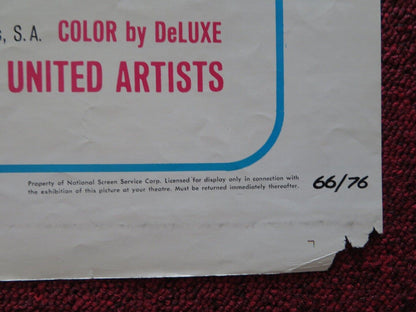 S.A. COLOR by DeLUXE
UNITED ARTISTS
Property of National Screen Service Corp. Licensed for display only in connection with
the exhibition of this picture at your theatre. Must be returned immediately thereafter.
66/76